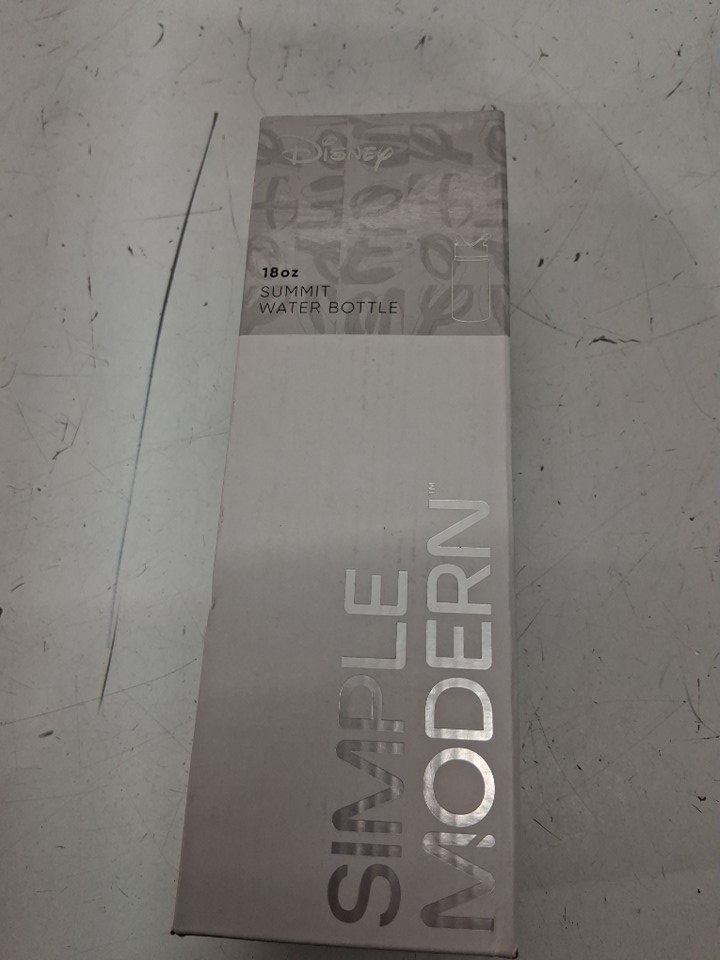 Disney
18oz
SUMMIT
WATER BOTTLE
SIMPLE
MODERN™